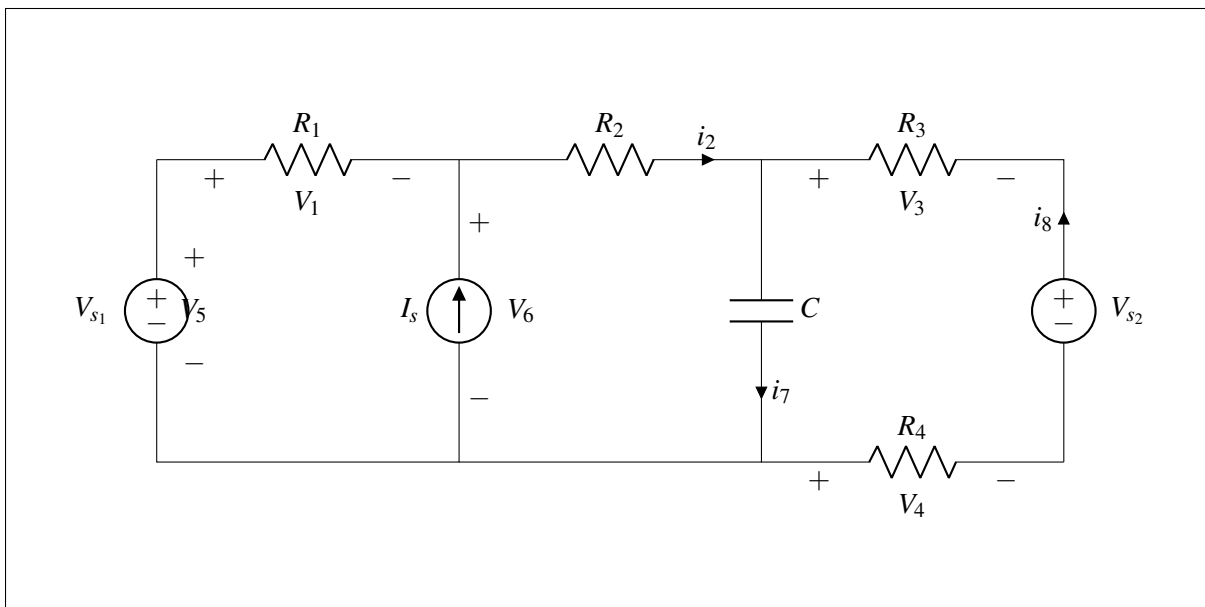 R1 R2 i2 R3
+ − + −
V1 V3
+ i8
+
Vs1 + − V5 Is V6 C + − Vs2
− − i7
R4
+ −
V4